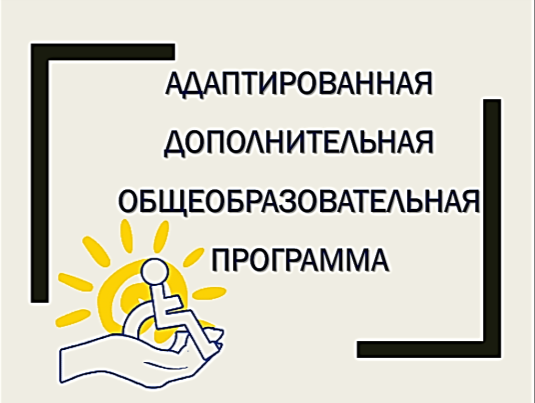 АДАПТИРОВАННАЯ
ДОПОЛНИТЕЛЬНАЯ
ОБЩЕОБРАЗОВАТЕЛЬНАЯ
ПРОГРАММА